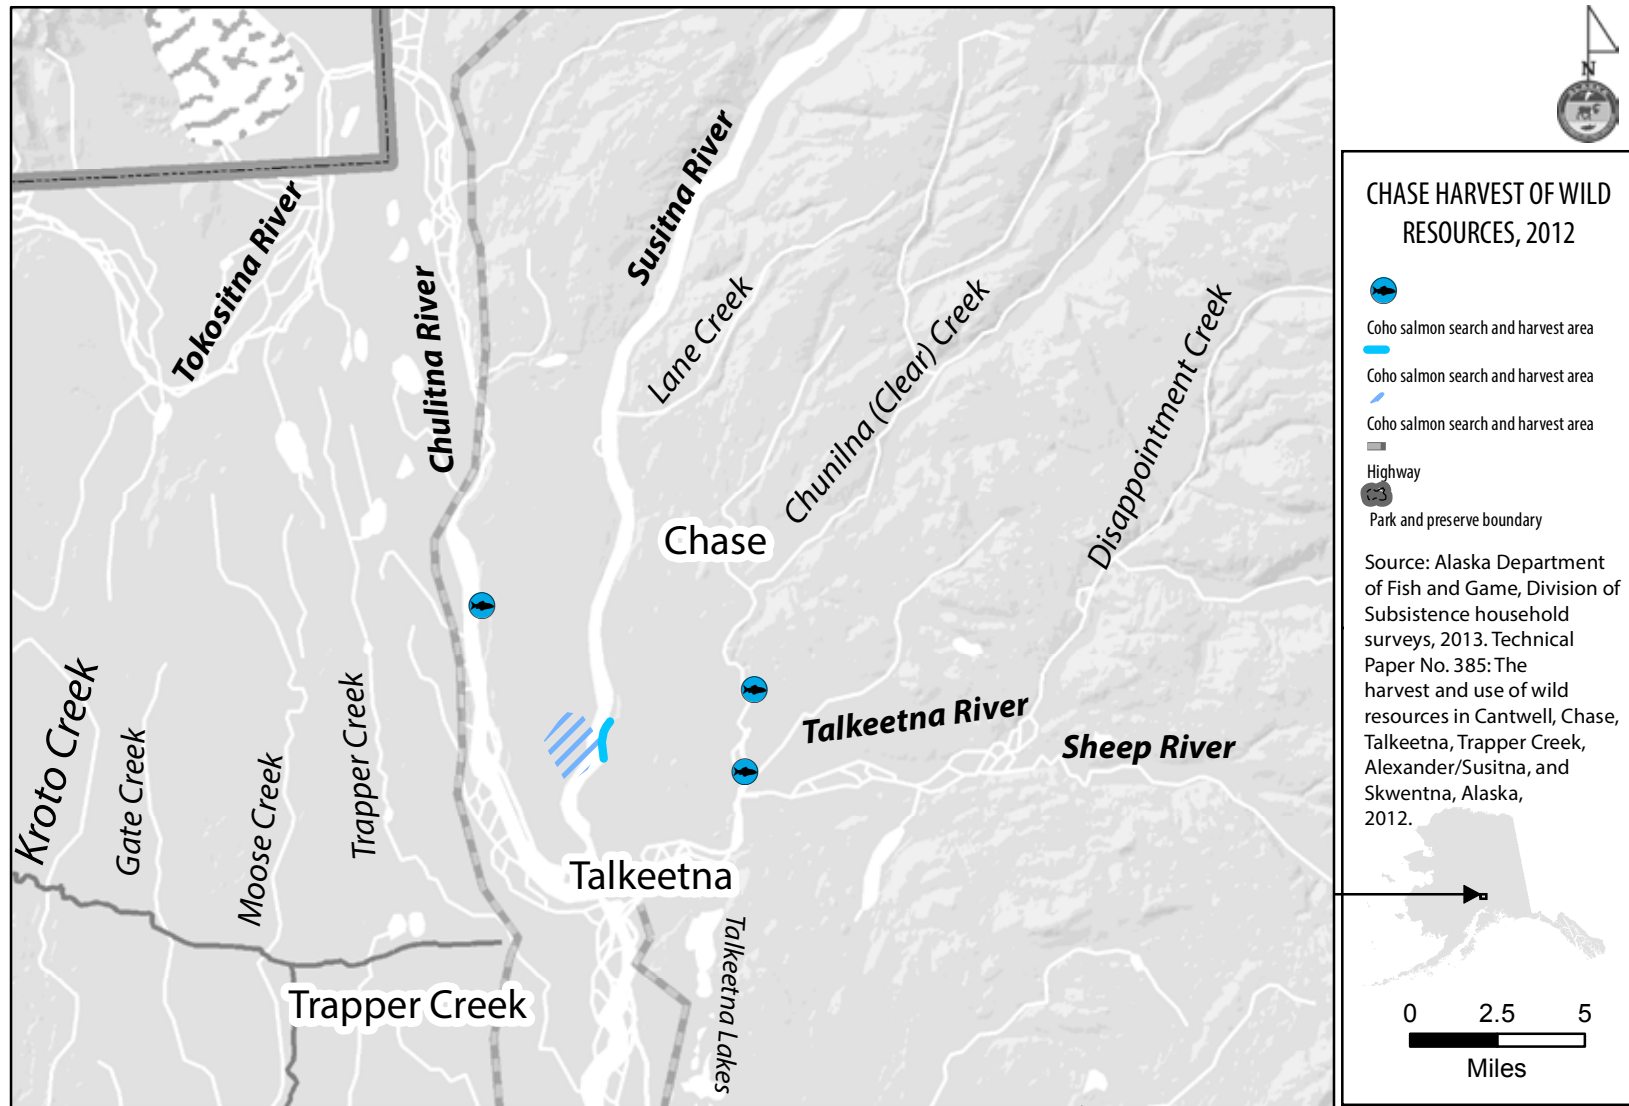 N
ALASKA
CHASE HARVEST OF WILD
RESOURCES, 2012
Coho salmon search and harvest area
Coho salmon search and harvest area
Coho salmon search and harvest area
Highway
Park and preserve boundary
Source: Alaska Department
of Fish and Game, Division of
Subsistence household
surveys, 2013. Technical
Paper No. 385: The
harvest and use of wild
resources in Cantwell, Chase,
Talkeetna, Trapper Creek,
Alexander/Susitna, and
Skwentna, Alaska,
2012.
0 2.5 5
Miles
Tokositna River
Chulitna River
Susitna River
Lane Creek
Chunilna (Clear) Creek
Disappointment Creek
Chase
Kroto Creek
Gate Creek
Moose Creek
Trapper Creek
Talkeetna River
Sheep River
Talkeetna
Talkeetna Lakes
Trapper Creek